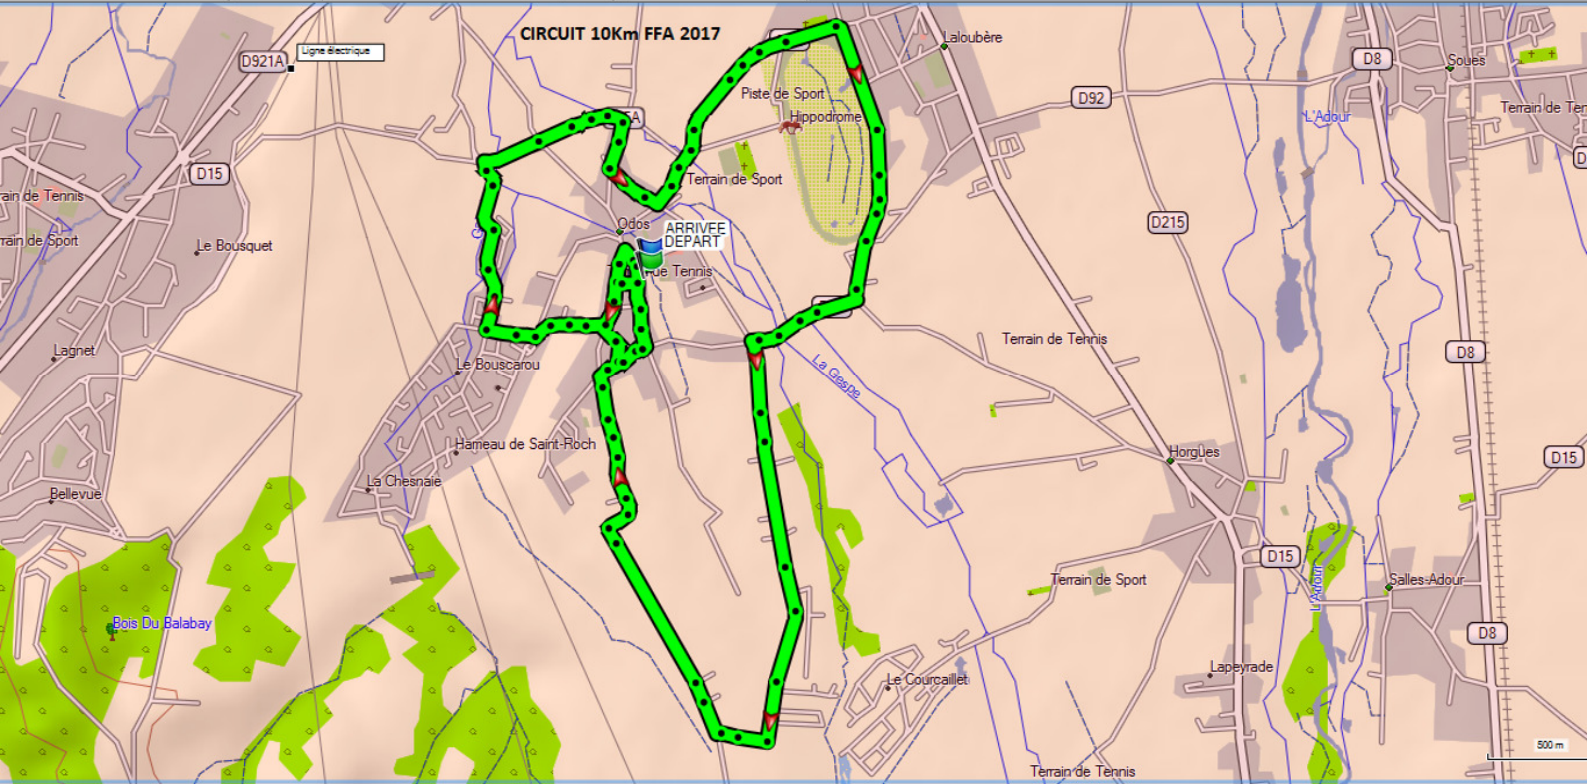 CIRCUIT 10Km FFA 2017
Laloubère
Ligne électrique
D921A
D8
Soues
Piste de Sport
D92
Terrain de Ten
Hippodrome
L'Adour
D15
Terrain de Sport
rain de Tennis
D215
Odos
ARRIVEE
DEPART
rrain de Sport
Le Bousquet
ue Tennis
Terrain de Tennis
Lagnet
D8
Le Bouscarou
La Gespe
Hameau de Saint-Roch
Horgues
D15
La Chesnaie
Bellevue
D15
Terrain de Sport
Salles-Adour
L'Adour
Bois Du Balabay
D8
Lapeyrade
Le Courcaillet
500 m
Terrain de Tennis